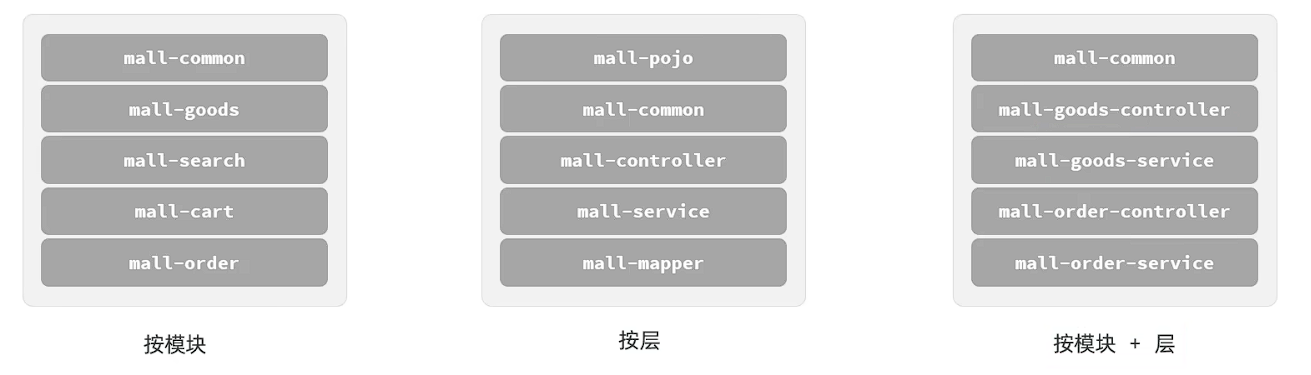 mall-common
mall-goods
mall-search
mall-cart
mall-order
按模块
mall-pojo
mall-common
mall-controller
mall-service
mall-mapper
按层
mall-common
mall-goods-controller
mall-goods-service
mall-order-controller
mall-order-service
按模块 + 层